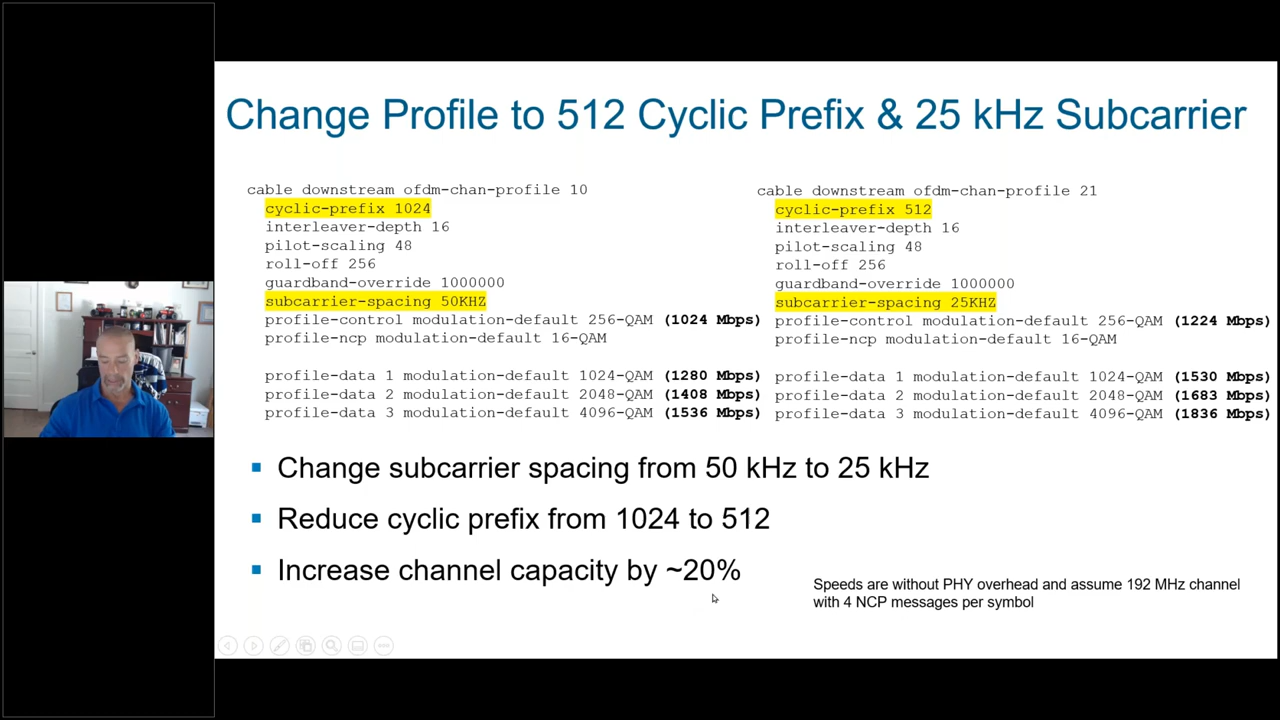 Change Profile to 512 Cyclic Prefix & 25 kHz Subcarrier
cable downstream ofdm-chan-profile 10
cyclic-prefix 1024
interleaver-depth 16
pilot-scaling 48
roll-off 256
guardband-override 1000000
subcarrier-spacing 50KHZ
profile-control modulation-default 256-QAM (1024 Mbps)
profile-ncp modulation-default 16-QAM
profile-data 1 modulation-default 1024-QAM (1280 Mbps)
profile-data 2 modulation-default 2048-QAM (1408 Mbps)
profile-data 3 modulation-default 4096-QAM (1536 Mbps)
cable downstream ofdm-chan-profile 21
cyclic-prefix 512
interleaver-depth 16
pilot-scaling 48
roll-off 256
guardband-override 1000000
subcarrier-spacing 25KHZ
profile-control modulation-default 256-QAM (1224 Mbps)
profile-ncp modulation-default 16-QAM
profile-data 1 modulation-default 1024-QAM (1530 Mbps)
profile-data 2 modulation-default 2048-QAM (1683 Mbps)
profile-data 3 modulation-default 4096-QAM (1836 Mbps)
▪ Change subcarrier spacing from 50 kHz to 25 kHz
▪ Reduce cyclic prefix from 1024 to 512
▪ Increase channel capacity by ~20%
Speeds are without PHY overhead and assume 192 MHz channel
with 4 NCP messages per symbol